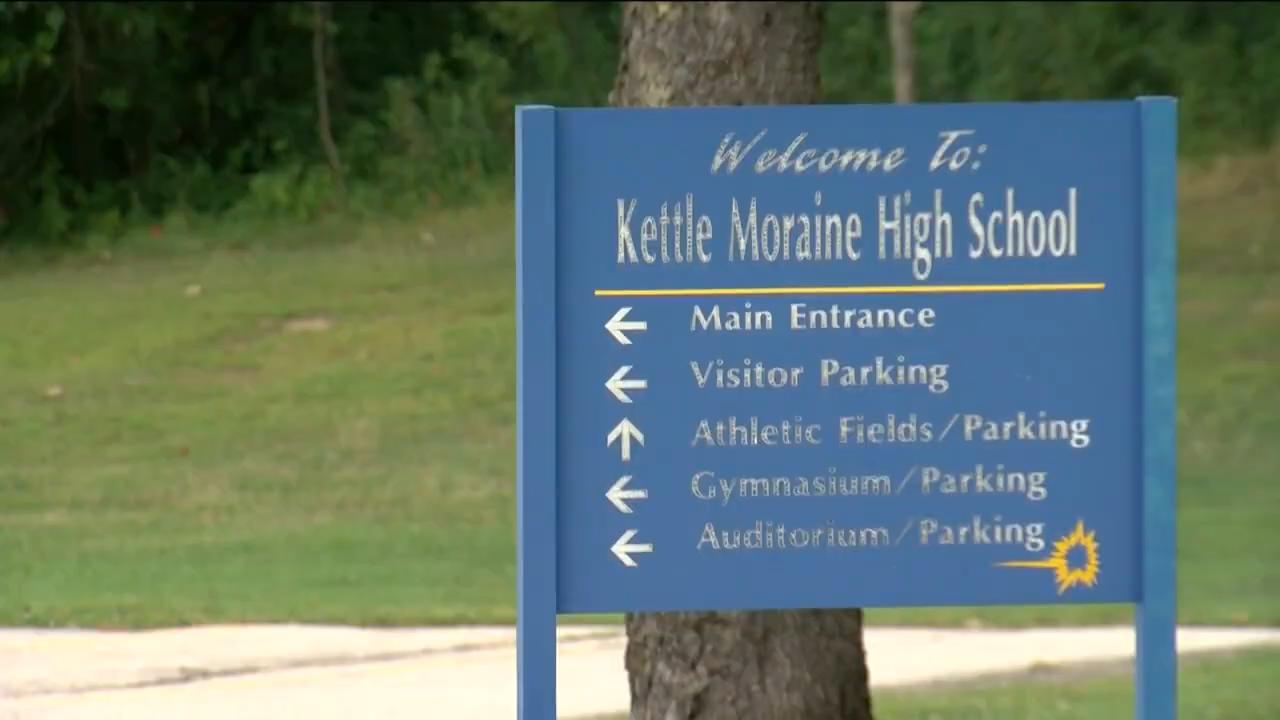 Welcome To:
Kettle Moraine High School
← Main Entrance
← Visitor Parking
↑ Athletic Fields/Parking
← Gymnasium/Parking
← Auditorium/Parking